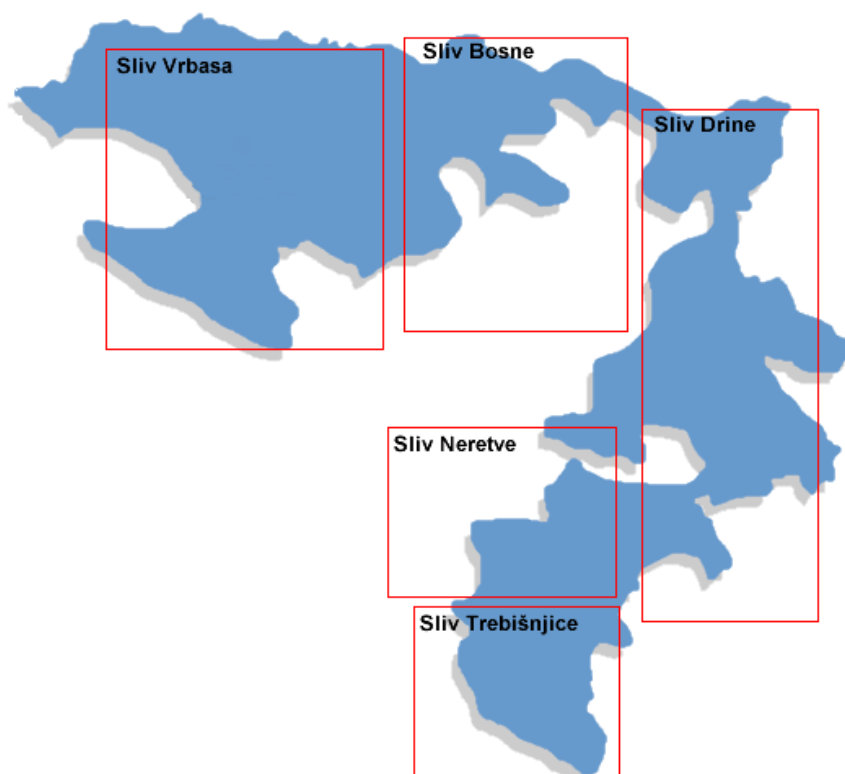 Sliv Vrbasa
Sliv Bosne
Sliv Drine
Sliv Neretve
Sliv Trebišnjice